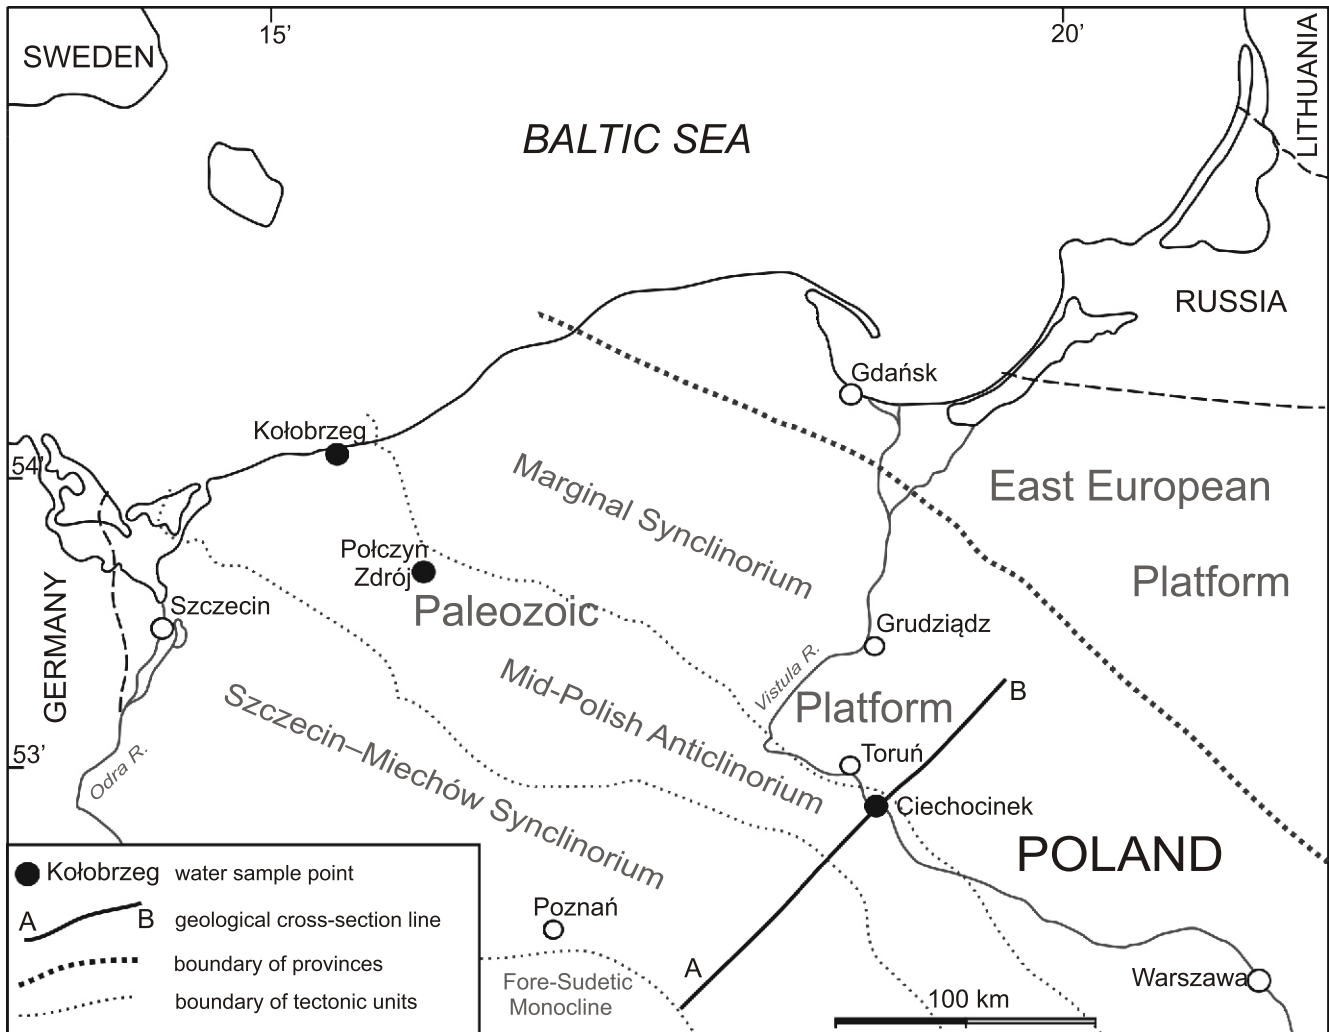 15'
20'
SWEDEN
LITHUANIA
BALTIC SEA
RUSSIA
Gdańsk
Kołobrzeg
54'
Marginal Synclinorium
East European
Platform
Połczyn
Zdrój
Paleozoic
GERMANY
Szczecin
Grudziądz
Vistula R.
Mid-Polish Anticlinorium
Platform
B
Szczecin–Miechów Synclinorium
53'
Odra R.
Toruń
Ciechocinek
POLAND
Kołobrzeg water sample point
A B geological cross-section line
boundary of provinces
boundary of tectonic units
Poznań
A
Fore-Sudetic
Monocline
Warszawa
100 km